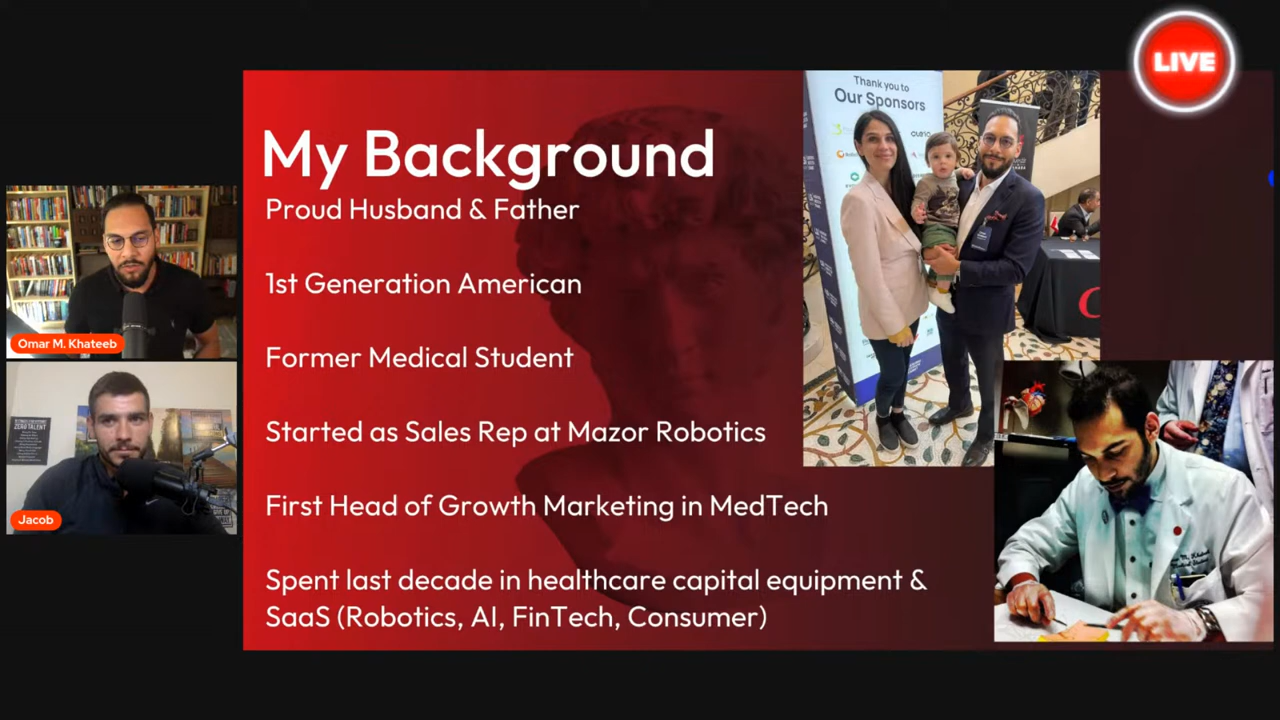 LIVE
My Background
Proud Husband & Father
1st Generation American
Former Medical Student
Started as Sales Rep at Mazor Robotics
First Head of Growth Marketing in MedTech
Spent last decade in healthcare capital equipment &
SaaS (Robotics, AI, FinTech, Consumer)
Thank you to
Our Sponsors
Omar M. Khateeb
Jacob
ZERO TALENT